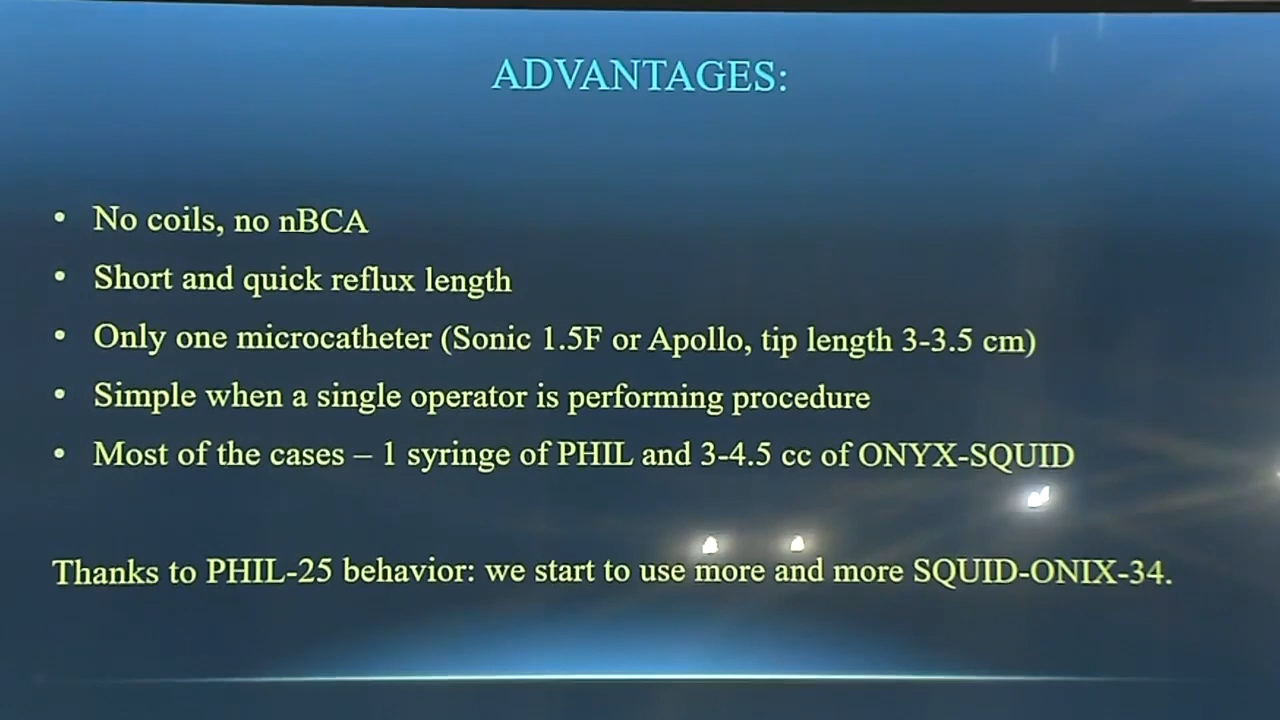 ADVANTAGES:
• No coils, no nBCA
• Short and quick reflux length
• Only one microcatheter (Sonic 1.5F or Apollo, tip length 3-3.5 cm)
• Simple when a single operator is performing procedure
• Most of the cases – 1 syringe of PHIL and 3-4.5 cc of ONYX-SQUID
Thanks to PHIL-25 behavior: we start to use more and more SQUID-ONIX-34.